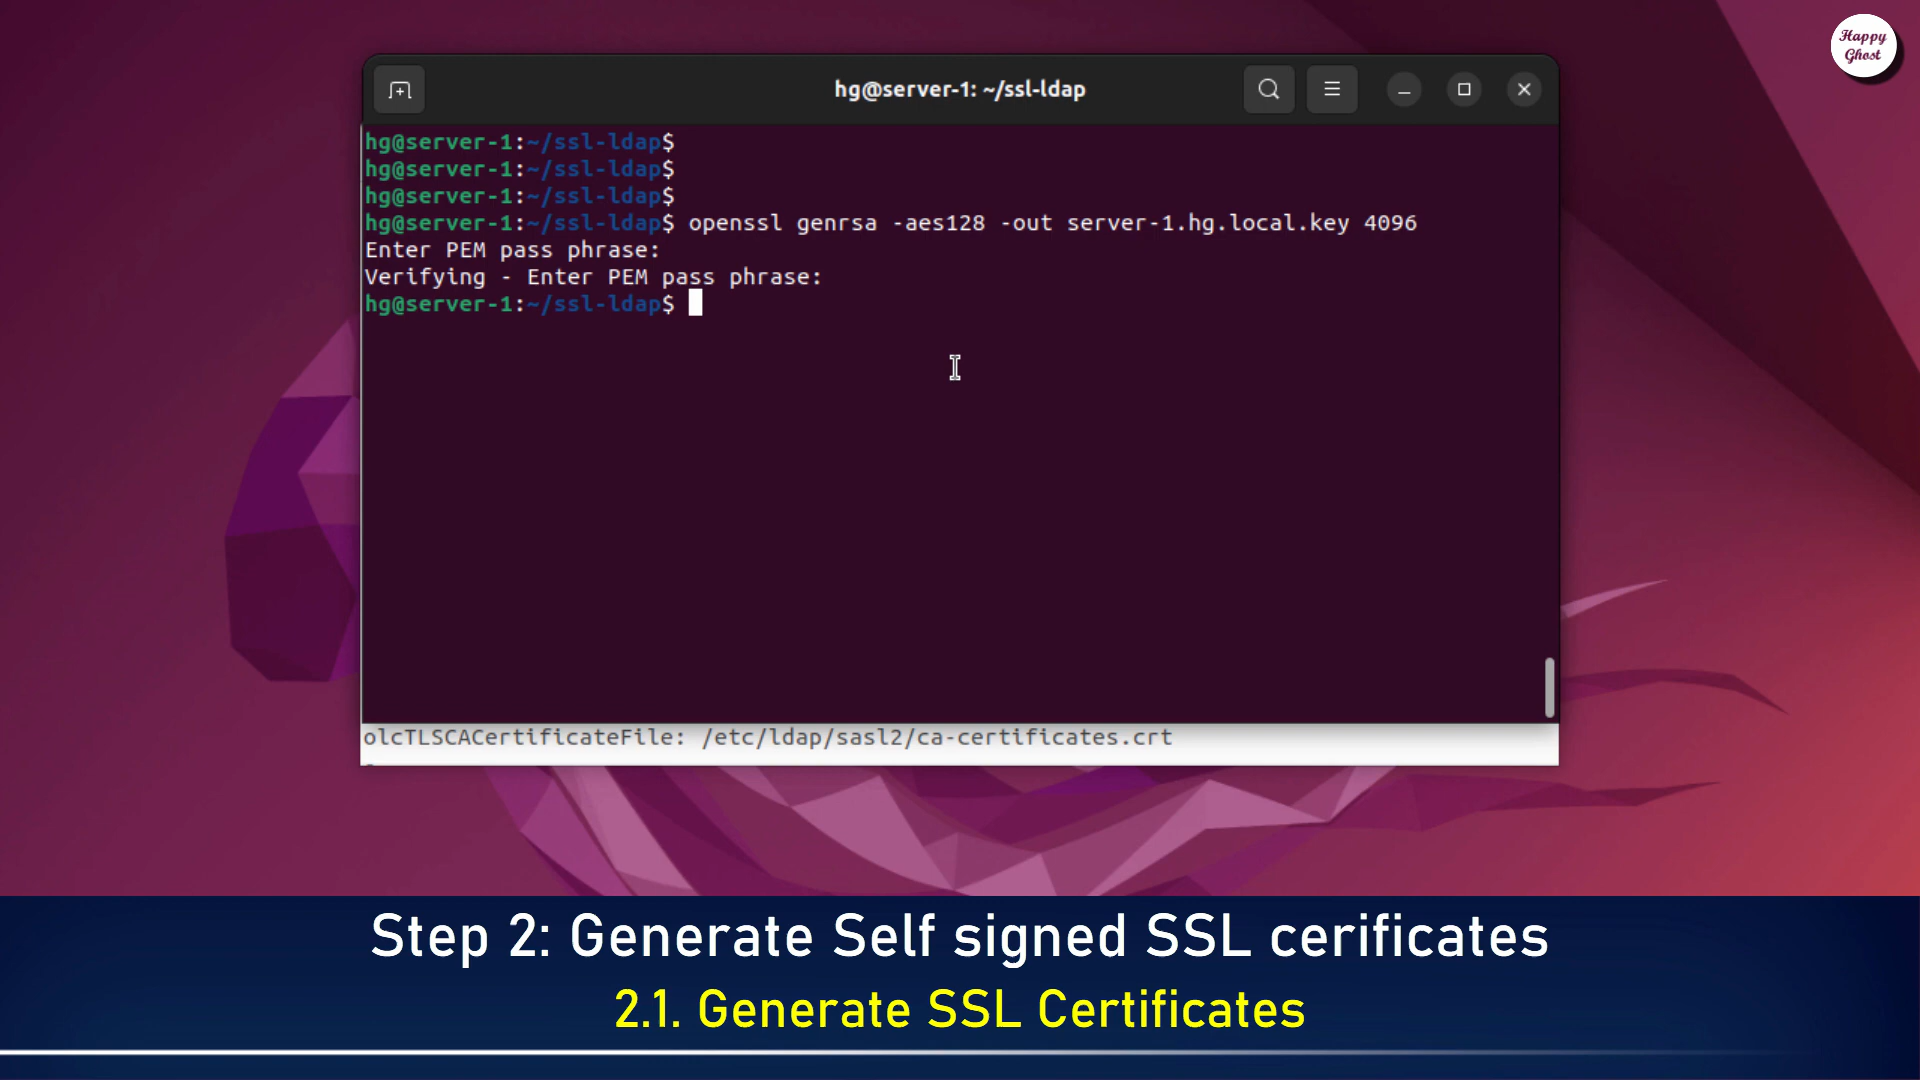 Happy
Ghost
hg@server-1: ~/ssl-ldap
hg@server-1:~/ssl-ldap$
hg@server-1:~/ssl-ldap$
hg@server-1:~/ssl-ldap$
hg@server-1:~/ssl-ldap$ openssl genrsa -aes128 -out server-1.hg.local.key 4096
Enter PEM pass phrase:
Verifying - Enter PEM pass phrase:
hg@server-1:~/ssl-ldap$
olcTLSCACertificateFile: /etc/ldap/sasl2/ca-certificates.crt
Step 2: Generate Self signed SSL cerificates
2.1. Generate SSL Certificates